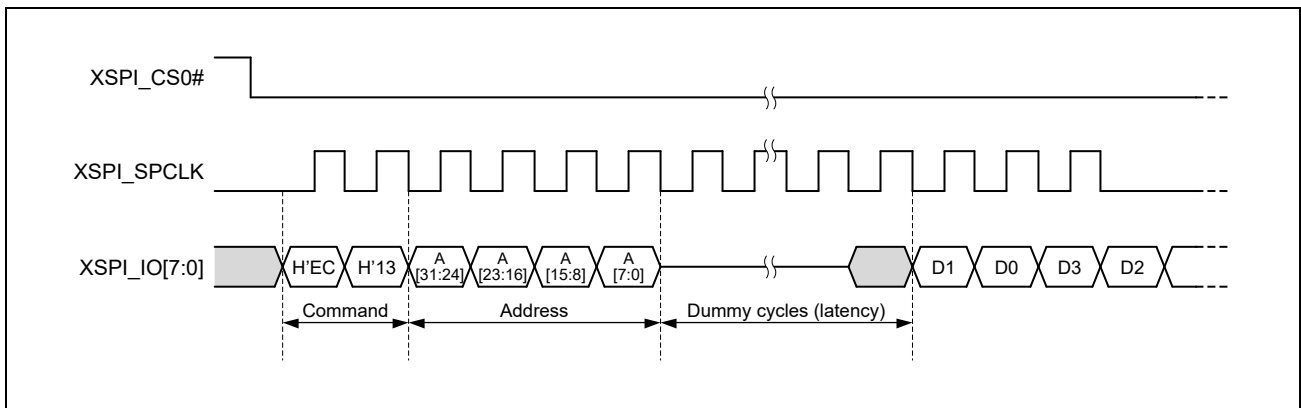 XSPI_CS0#
XSPI_SPCLK
XSPI_IO[7:0] H'EC H'13 A [31:24] A [23:16] A [15:8] A [7:0] D1 D0 D3 D2
Command Address Dummy cycles (latency)